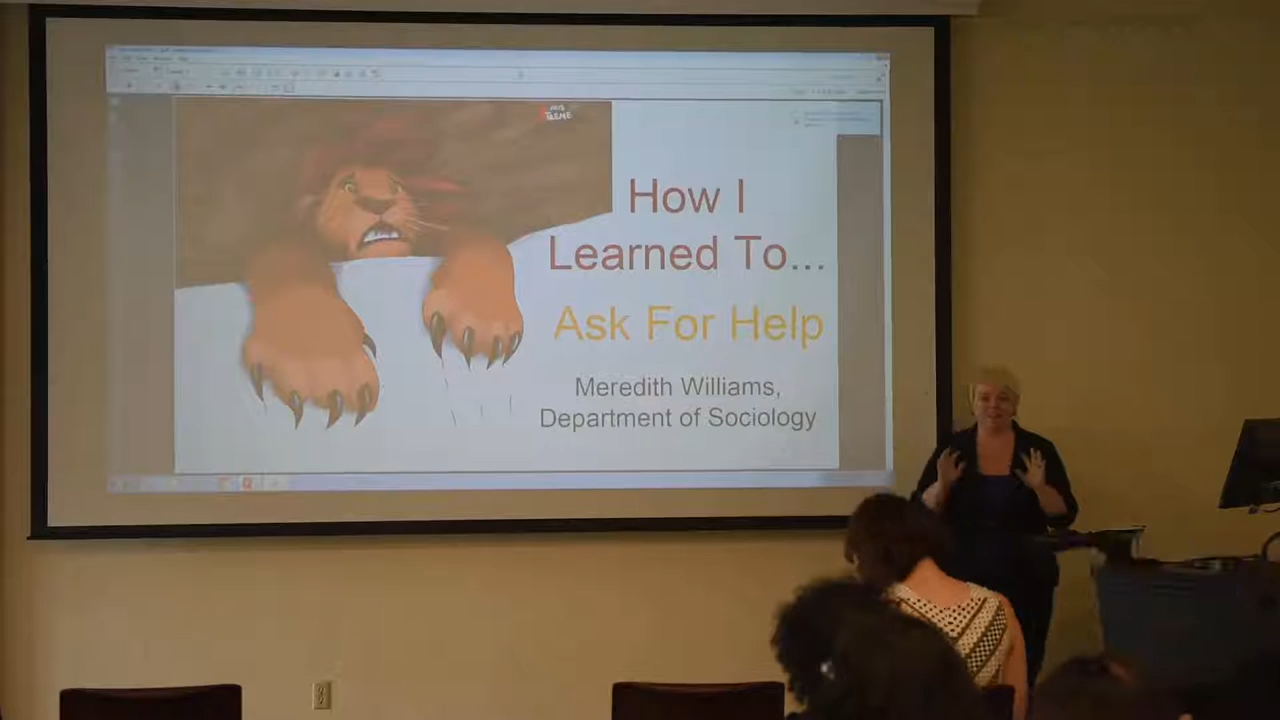 How I
Learned To...
Ask For Help
Meredith Williams,
Department of Sociology